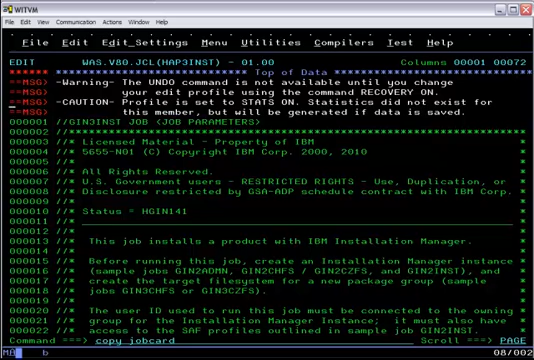 WITVM
File Edit View Communication Actions Window Help
File Edit Edit_Settings Menu Utilities Compilers Test Help
EDIT WAS.V80.JCL(HAP3INST) - 01.00 Columns 00001 00072
****** ***************************** Top of Data ******************************
==MSG> -Warning- The UNDO command is not available until you change
==MSG> your edit profile using the command RECOVERY ON.
==MSG> -CAUTION- Profile is set to STATS ON. Statistics did not exist for
==MSG> this member, but will be generated if data is saved.
000001 //GIN3INST JOB <JOB PARAMETERS>
000002 //*********************************************************************
000003 //* Licensed Material - Property of IBM *
000004 //* 5655-N01 (C) Copyright IBM Corp. 2000, 2010 *
000005 //* *
000006 //* All Rights Reserved. *
000007 //* U.S. Government users - RESTRICTED RIGHTS - Use, Duplication, or *
000008 //* Disclosure restricted by GSA-ADP schedule contract with IBM Corp. *
000009 //* *
000010 //* Status = HGIN141 *
000011 //* _________________________________________________________________ *
000012 //* *
000013 //* This job installs a product with IBM Installation Manager. *
000014 //* *
000015 //* Before running this job, create an Installation Manager instance *
000016 //* (sample jobs GIN2ADMN, GIN2CHFS / GIN2CZFS, and GIN2INST), and *
000017 //* create the target filesystem for a new package group (sample *
000018 //* jobs GIN3CHFS or GIN3CZFS). *
000019 //* *
000020 //* The user ID used to run this job must be connected to the owning *
000021 //* group for the Installation Manager Instance; it must also have *
000022 //* access to the SAF profiles outlined in sample job GIN2INST. *
Command ===> copy jobcard Scroll ===> PAGE
b 08/002